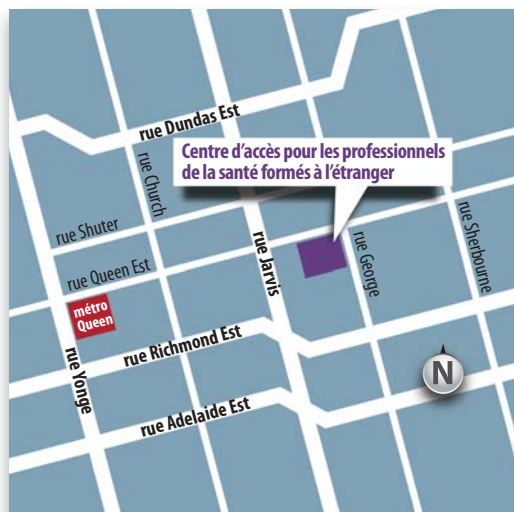 rue Dundas Est
Centre d'accès pour les professionnels
de la santé formés à l'étranger
rue Church
rue Shuter
rue Queen Est
rue Jarvis
rue George
rue Sherbourne
métro
Queen
rue Richmond Est
rue Yonge
rue Adelaide Est
N